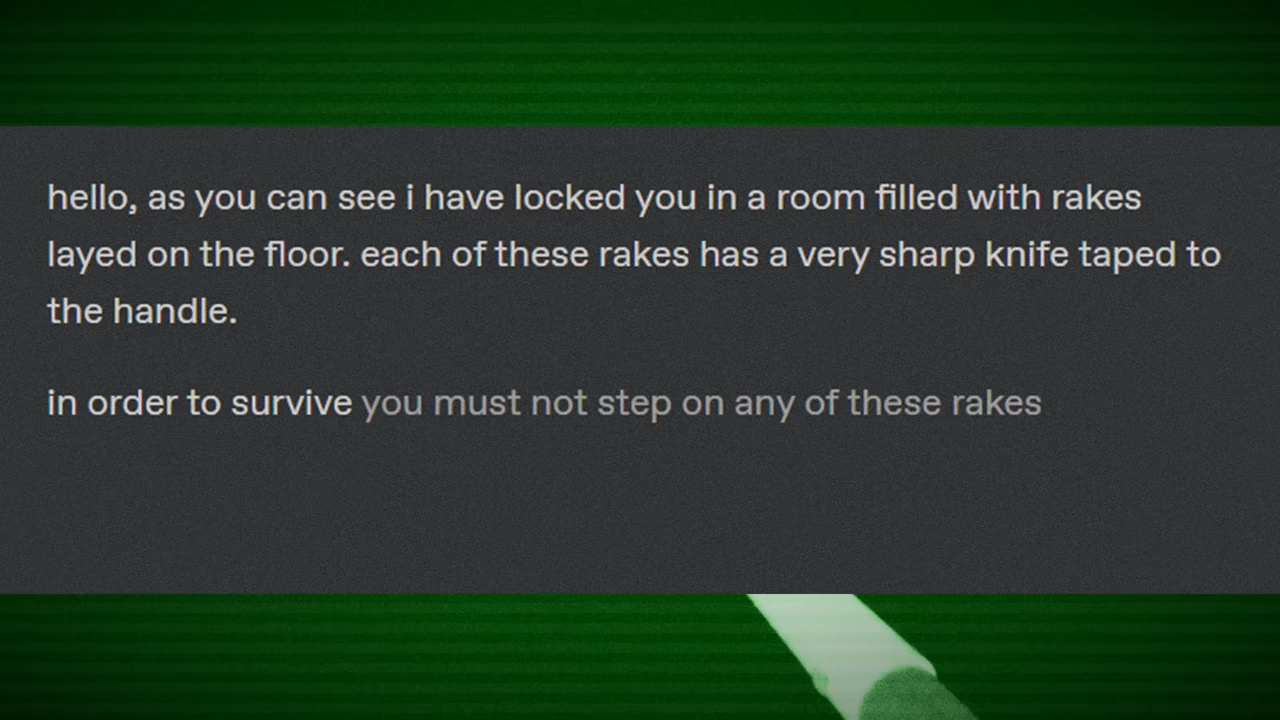 hello, as you can see i have locked you in a room filled with rakes
layed on the floor. each of these rakes has a very sharp knife taped to
the handle.
in order to survive you must not step on any of these rakes